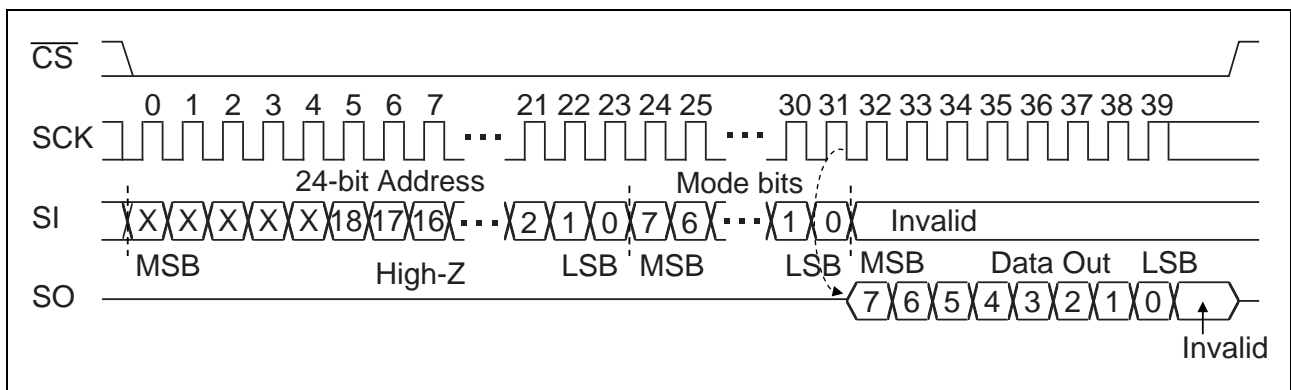 CS
0 1 2 3 4 5 6 7 21 22 23 24 25 30 31 32 33 34 35 36 37 38 39
SCK
24-bit Address Mode bits
SI X X X X X 18 17 16 2 1 0 7 6 1 0 Invalid
MSB High-Z LSB MSB LSB MSB Data Out LSB
SO 7 6 5 4 3 2 1 0
Invalid